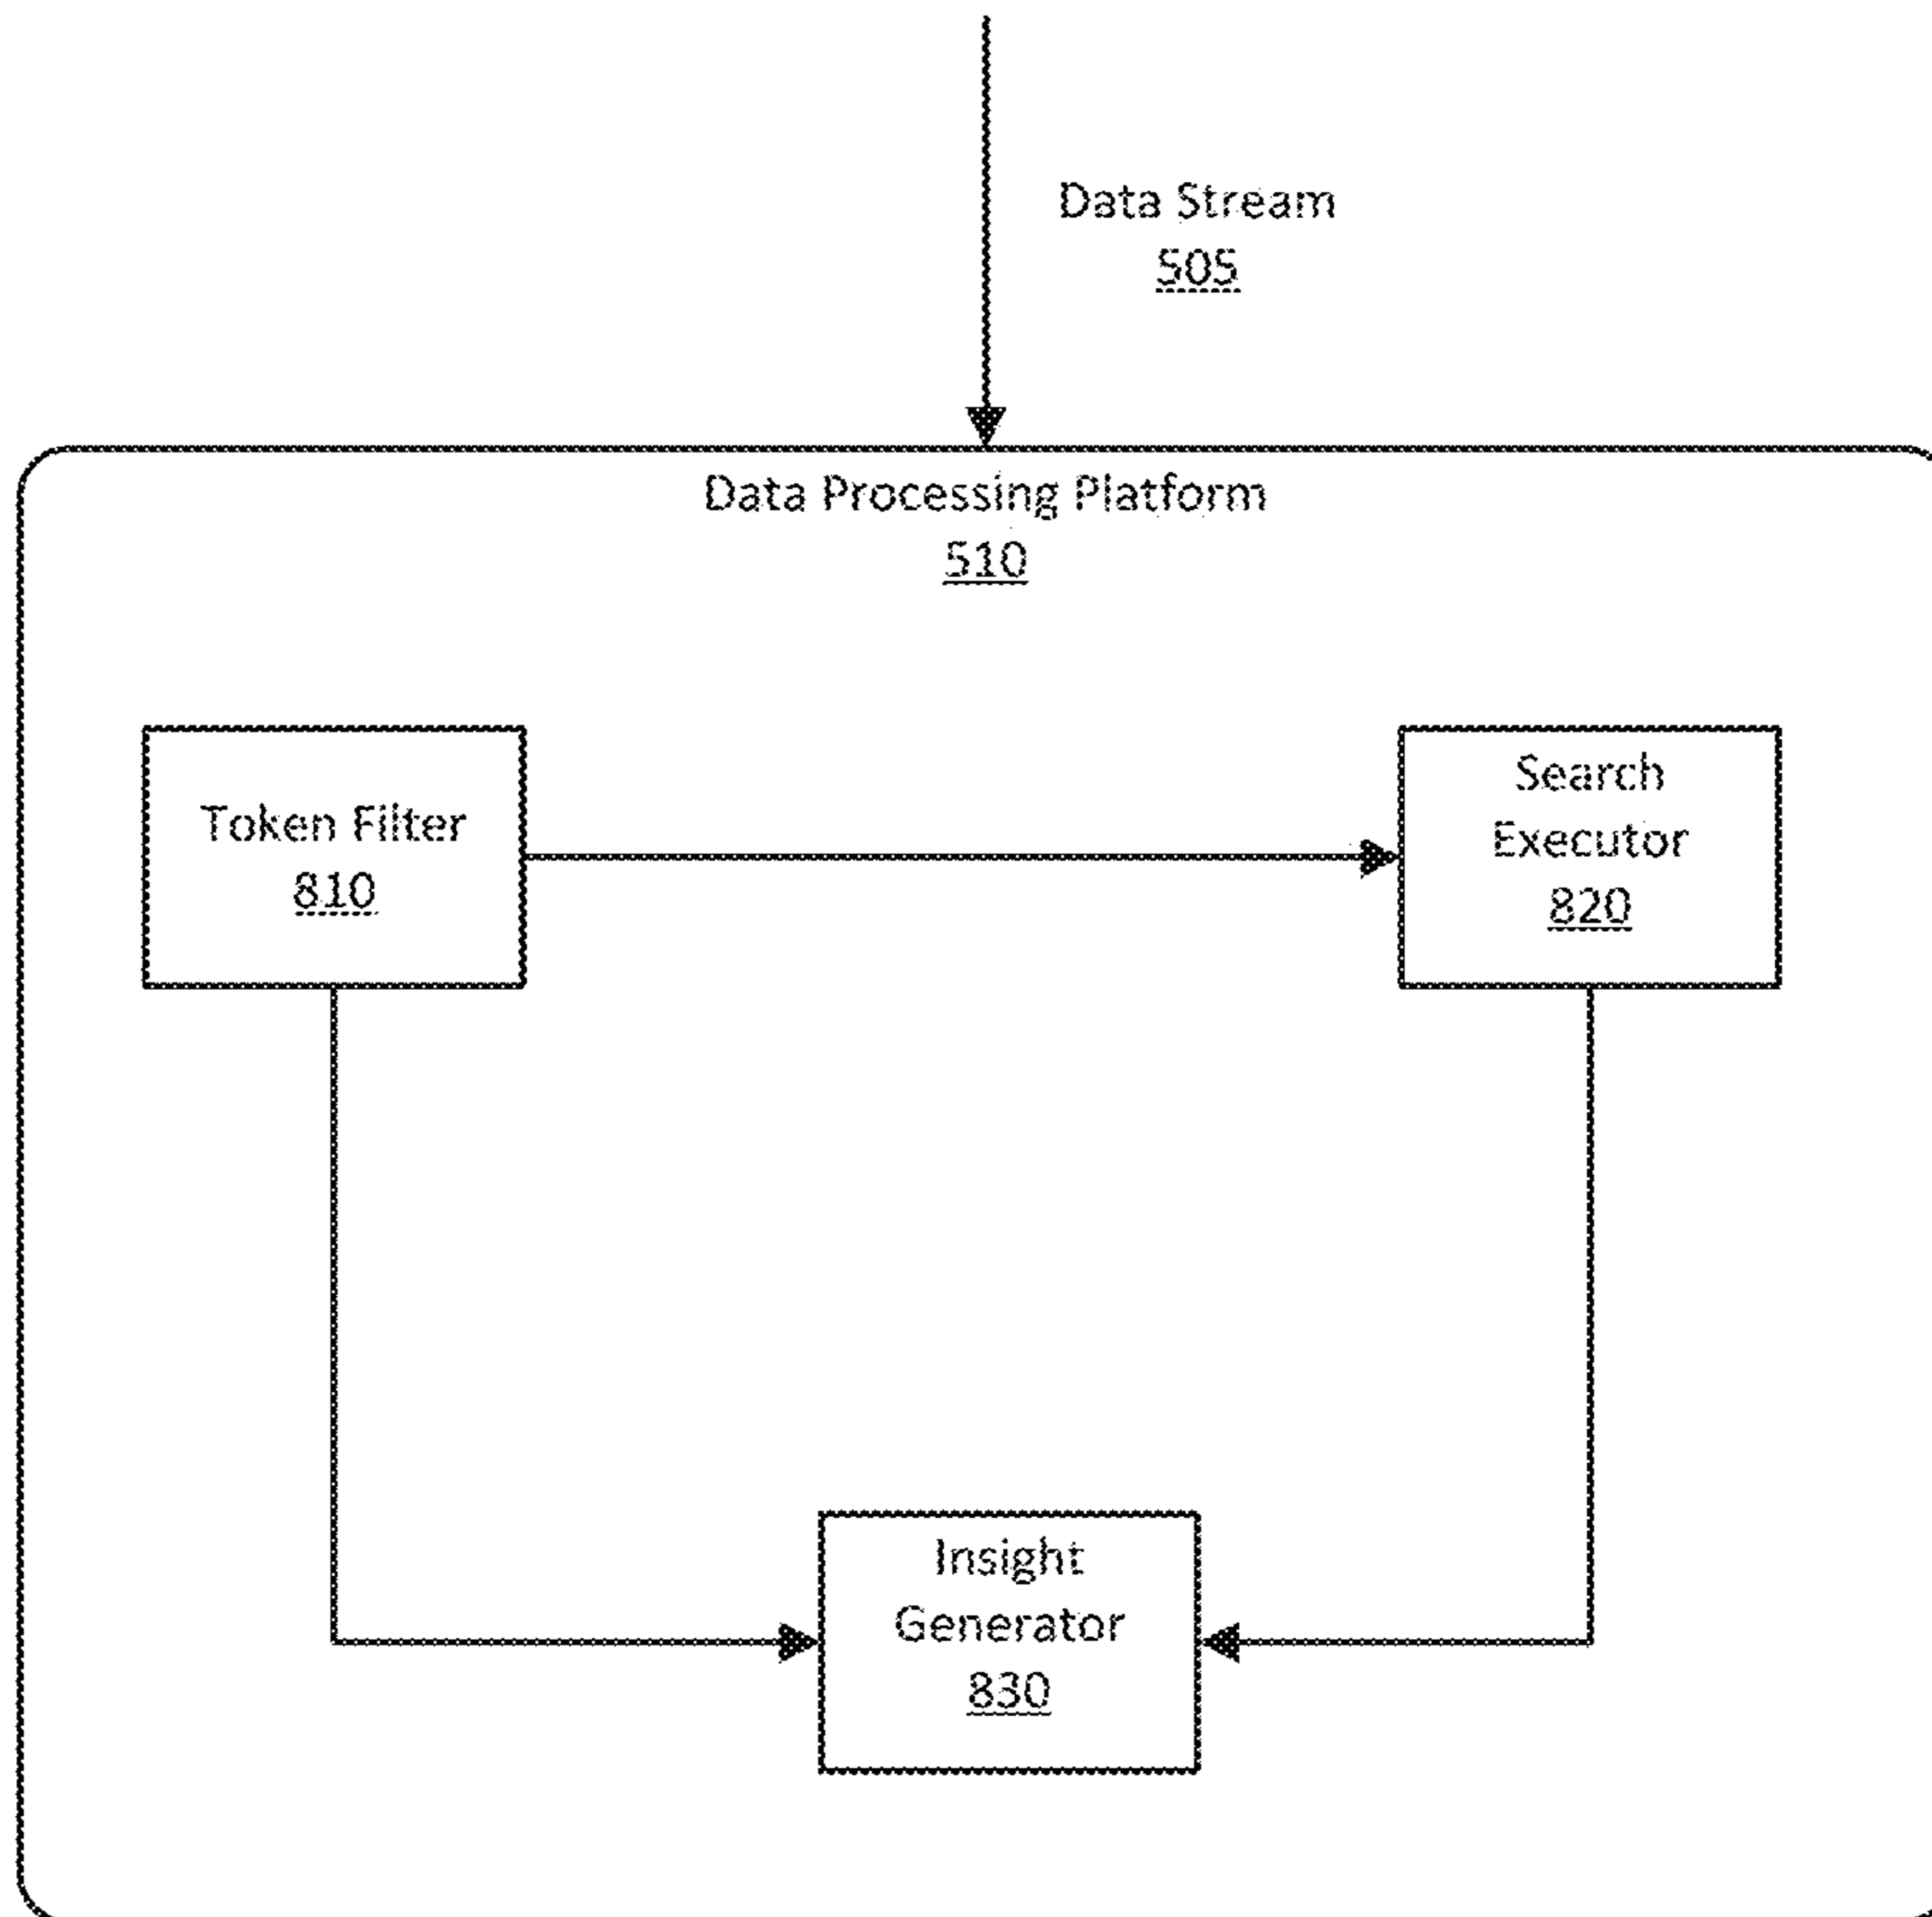 Data Stream
505
Data Processing Platform
510
Token Filter
810
Search
Executor
820
Insight
Generator
830